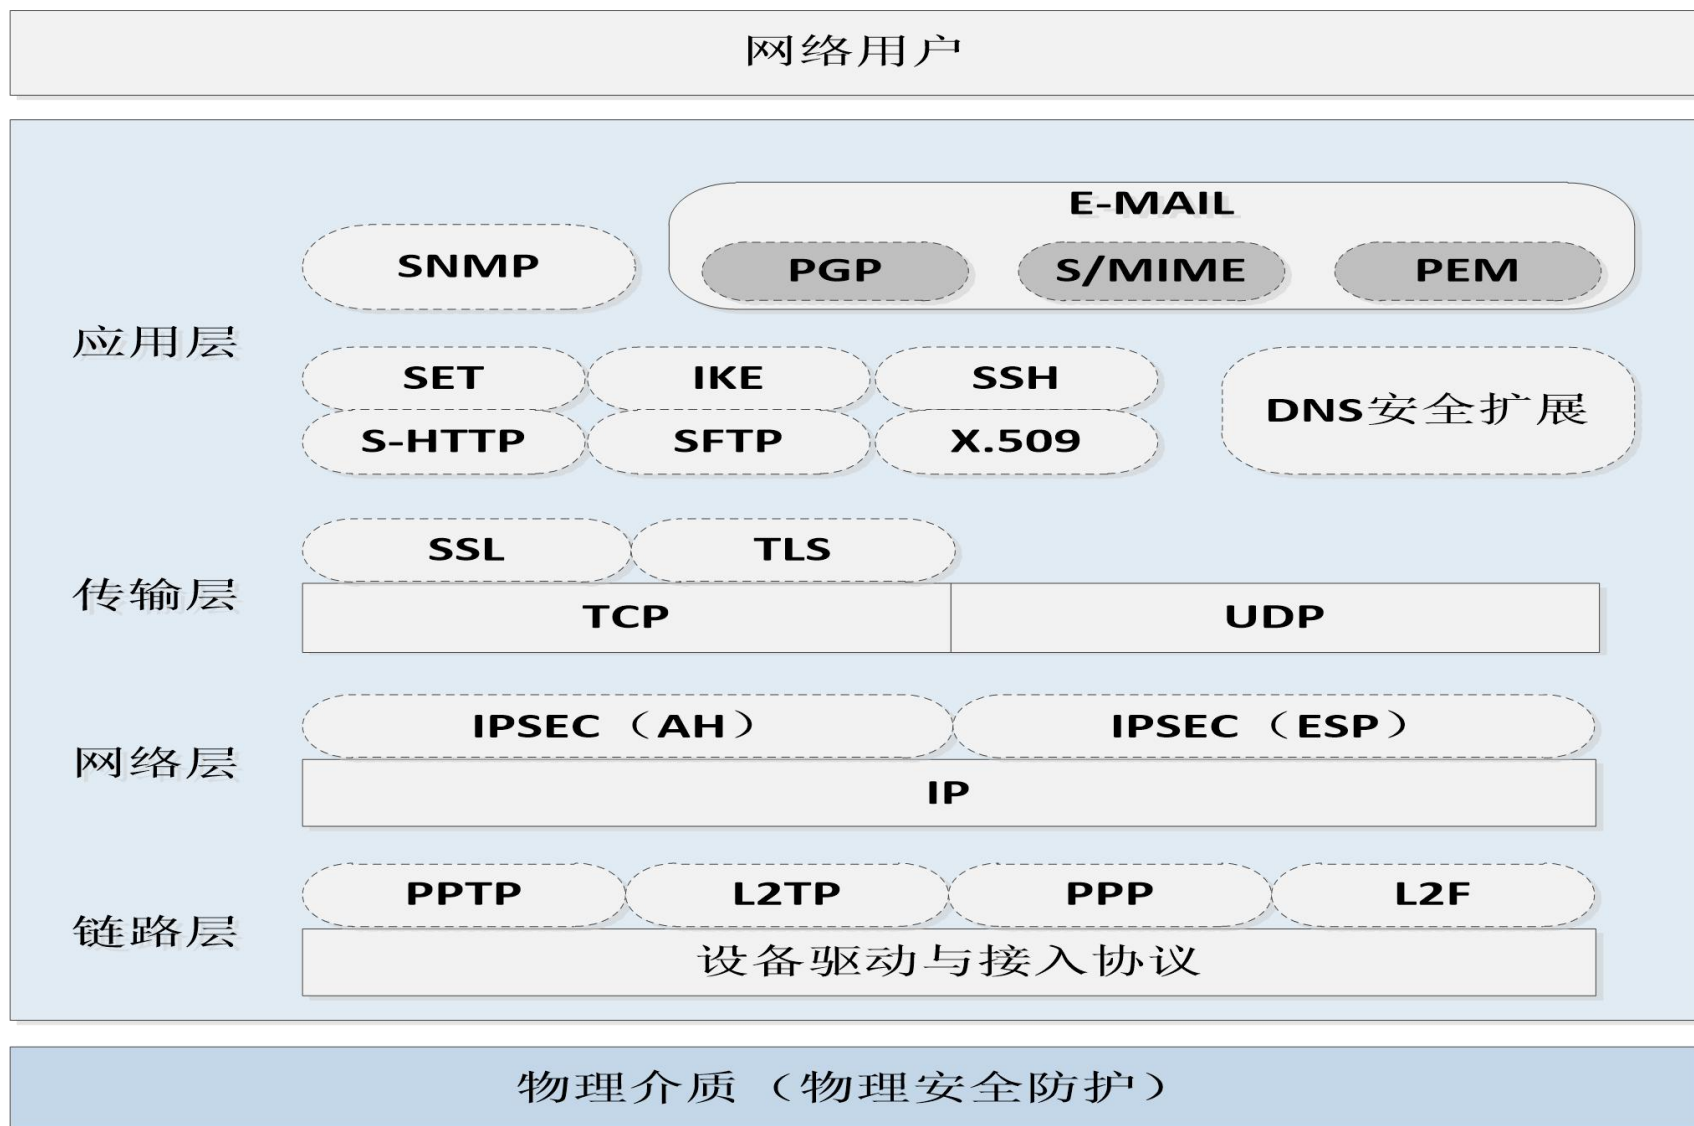 网络用户
E-MAIL
SNMP
PGP
S/MIME
PEM
应用层
SET
IKE
SSH
DNS安全扩展
S-HTTP
SFTP
X.509
SSL
TLS
传输层
TCP
UDP
IPSEC（AH）
IPSEC（ESP）
网络层
IP
PPTP
L2TP
PPP
L2F
链路层
设备驱动与接入协议
物理介质（物理安全防护）